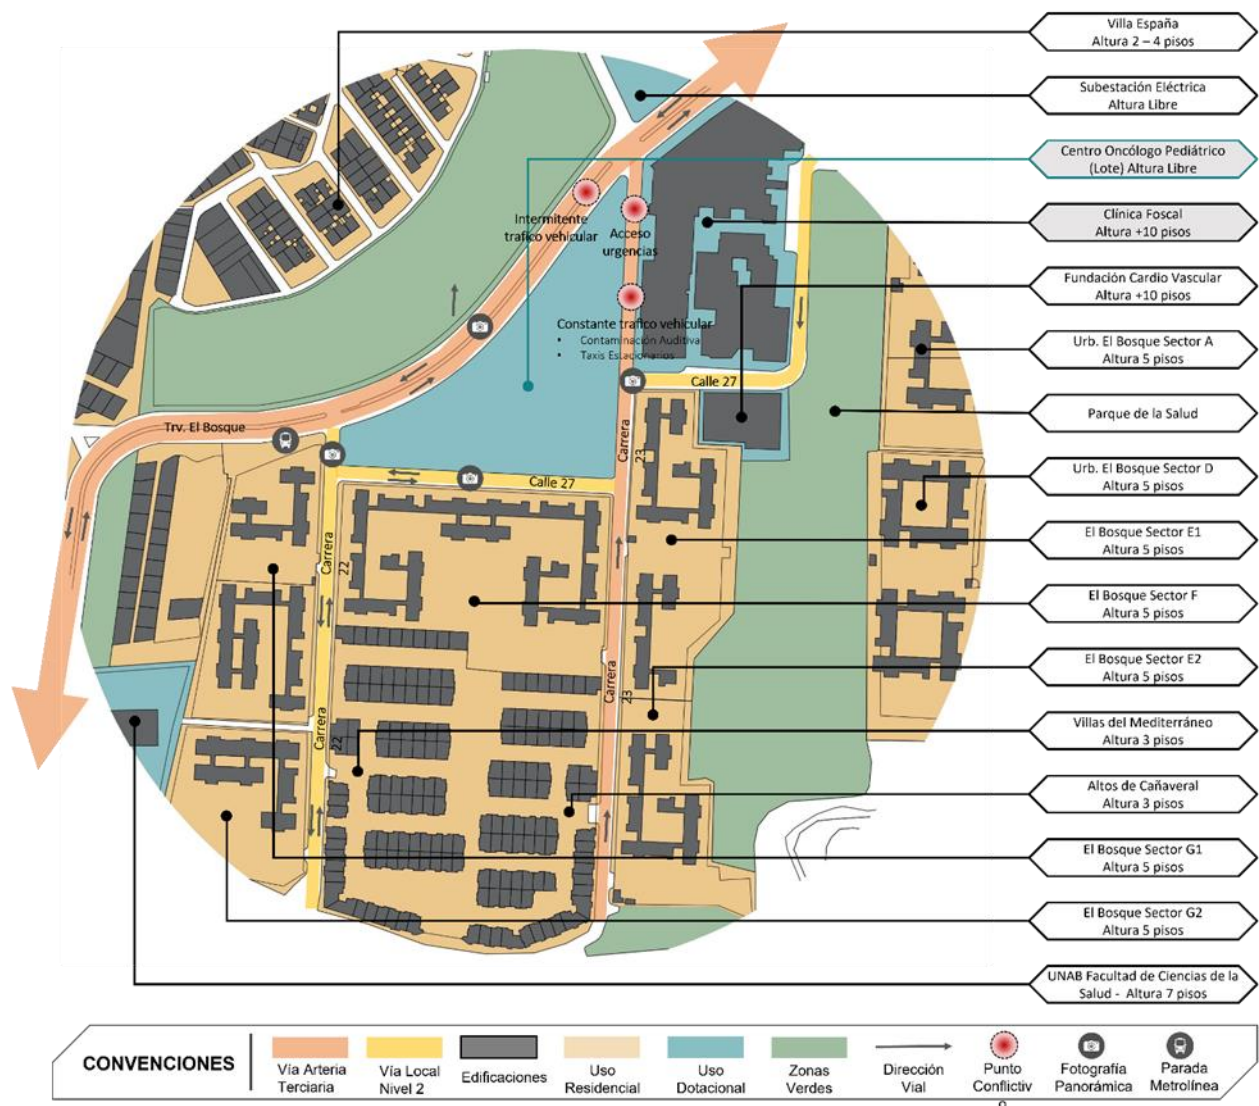 Villa España
Altura 2 – 4 pisos
Subestación Eléctrica
Altura Libre
Centro Oncólogo Pediátrico
(Lote) Altura Libre
Clínica Foscal
Altura +10 pisos
Fundación Cardio Vascular
Altura +10 pisos
Urb. El Bosque Sector A
Altura 5 pisos
Parque de la Salud
Urb. El Bosque Sector D
Altura 5 pisos
El Bosque Sector E1
Altura 5 pisos
El Bosque Sector F
Altura 5 pisos
El Bosque Sector E2
Altura 5 pisos
Villas del Mediterráneo
Altura 3 pisos
Altos de Cañaveral
Altura 3 pisos
El Bosque Sector G1
Altura 5 pisos
El Bosque Sector G2
Altura 5 pisos
UNAB Facultad de Ciencias de la
Salud - Altura 7 pisos
Intermitente
trafico vehicular
Acceso
urgencias
Constante trafico vehicular
• Contaminación Auditiva
• Taxis Estacionarios
Calle 27
Trv. El Bosque
Carrera
23
Calle 27
Carrera
22
Carrera
23
Carrera
22
CONVENCIONES
Vía Arteria
Terciaria
Vía Local
Nivel 2
Edificaciones
Uso
Residencial
Uso
Dotacional
Zonas
Verdes
Dirección
Vial
Punto
Conflictiv
Fotografía
Panorámica
Parada
Metrolínea